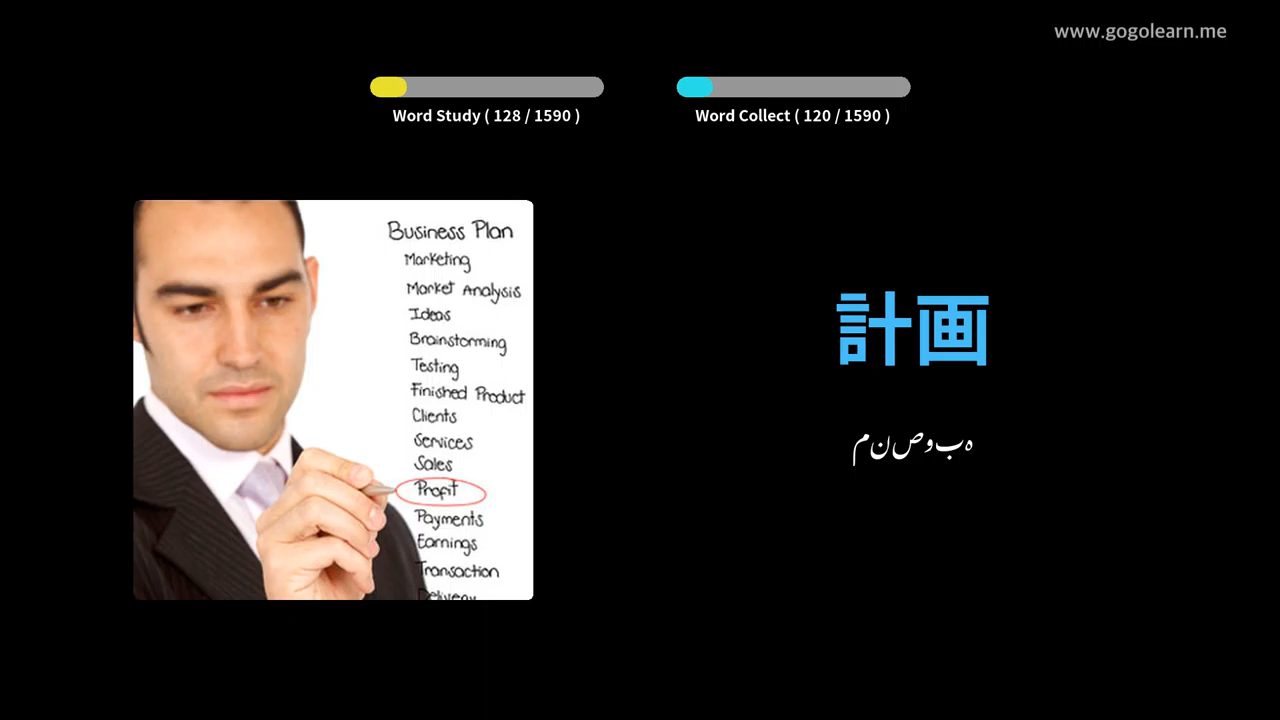 www.gogolearn.me
Word Study ( 128 / 1590 )
Word Collect ( 120 / 1590 )
Business Plan
Marketing
Market Analysis
Ideas
Brainstorming
Testing
Finished Product
Clients
Services
Sales
Profit
Payments
Earnings
Transaction
Delivery
計画
منصوبہ